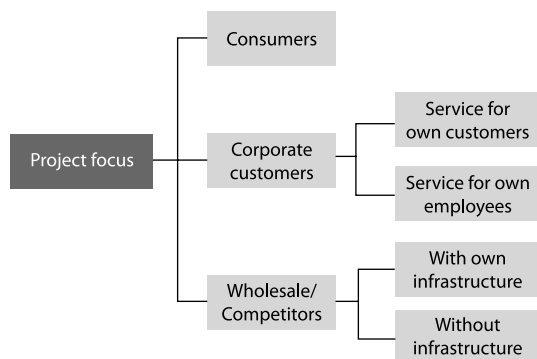 Consumers
Project focus
Corporate
customers
Service for
own customers
Service for own
employees
Wholesale/
Competitors
With own
infrastructure
Without
infrastructure